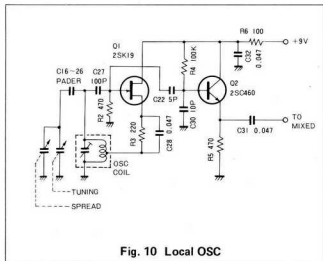 R6 100
+9V
C32
0.047
Q1
2SK19
R4 100K
C16~26
PADER
C27
100P
Q2
2SC460
R2 470
C22 5P
C30 10P
TO
MIXED
C31 0.047
R3 220
C28 0.047
R5 470
OSC
COIL
TUNING
SPREAD
Fig. 10 Local OSC